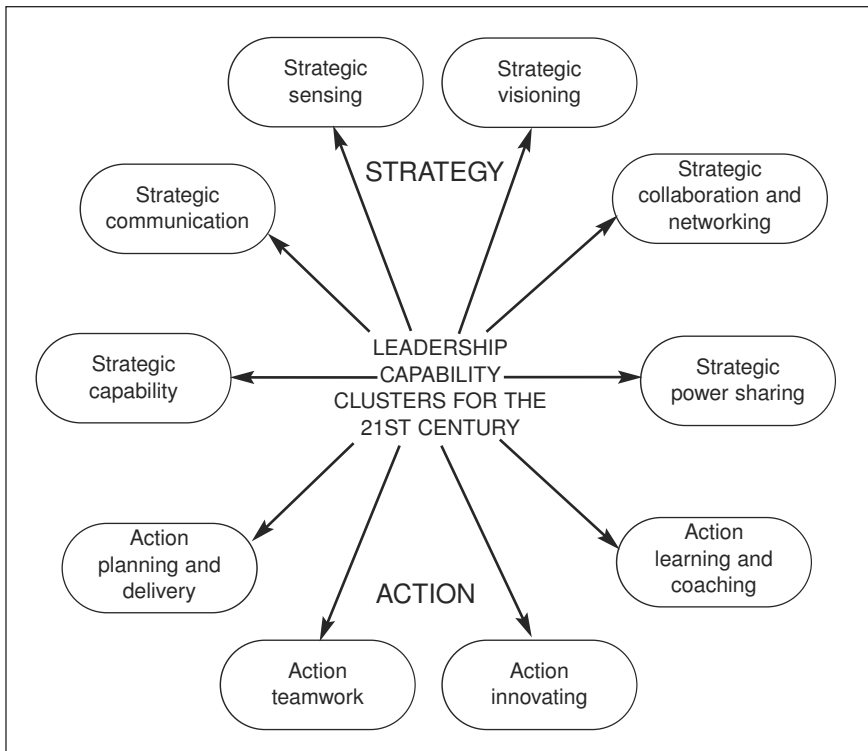 Strategic
sensing
Strategic
visioning
STRATEGY
Strategic
communication
Strategic
collaboration and
networking
Strategic
capability
LEADERSHIP
CAPABILITY
CLUSTERS FOR THE
21ST CENTURY
Strategic
power sharing
Action
planning and
delivery
ACTION
Action
learning and
coaching
Action
teamwork
Action
innovating